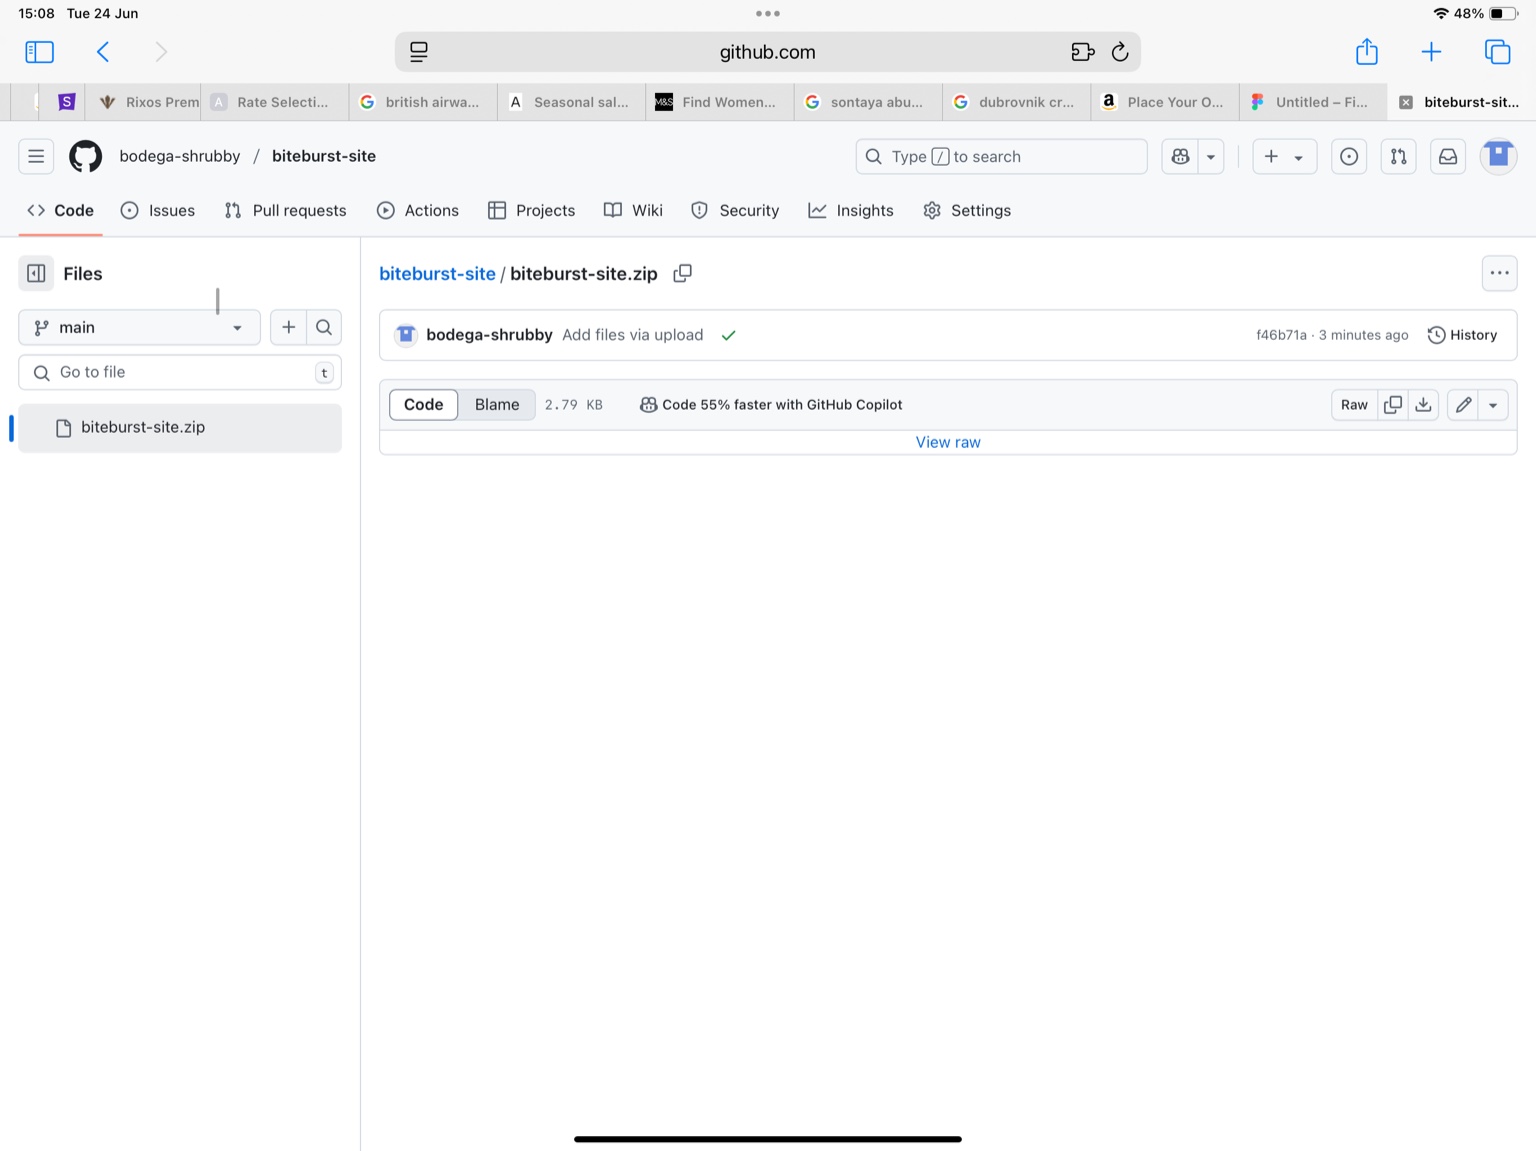 15:08 Tue 24 Jun
48%
github.com
S
Rixos Prem
A Rate Selecti...
british airwa...
A Seasonal sal...
M&S Find Women...
sontaya abu...
dubrovnik cr...
a Place Your O...
Untitled – Fi...
biteburst-sit...
bodega-shrubby / biteburst-site
Type / to search
Code
Issues
Pull requests
Actions
Projects
Wiki
Security
Insights
Settings
Files
main
Go to file
t
biteburst-site.zip
biteburst-site / biteburst-site.zip
bodega-shrubby Add files via upload
f46b71a · 3 minutes ago
History
Code
Blame
2.79 KB
Code 55% faster with GitHub Copilot
Raw
View raw